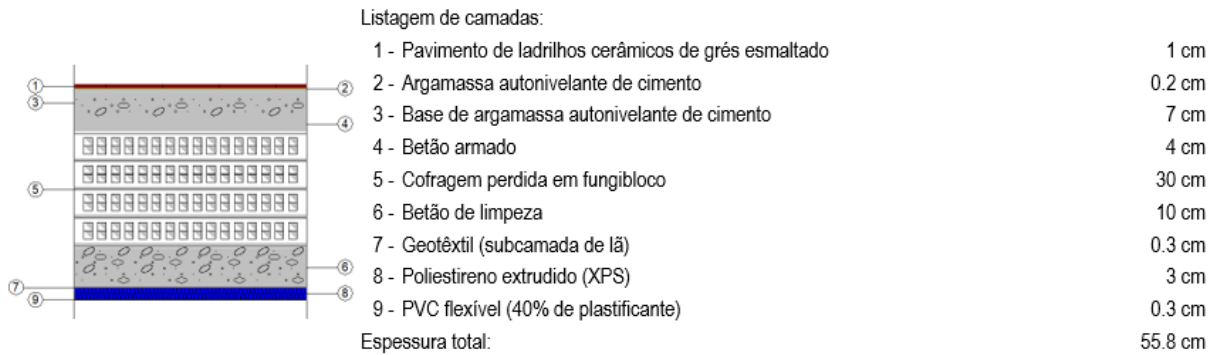 Listagem de camadas:
1 - Pavimento de ladrilhos cerâmicos de grés esmaltado 1 cm
2 - Argamassa autonivelante de cimento 0.2 cm
3 - Base de argamassa autonivelante de cimento 7 cm
4 - Betão armado 4 cm
5 - Cofragem perdida em fungibloco 30 cm
6 - Betão de limpeza 10 cm
7 - Geotêxtil (subcamada de lã) 0.3 cm
8 - Poliestireno extrudido (XPS) 3 cm
9 - PVC flexível (40% de plastificante) 0.3 cm
Espessura total: 55.8 cm
1
2
3
4
5
6
7
8
9